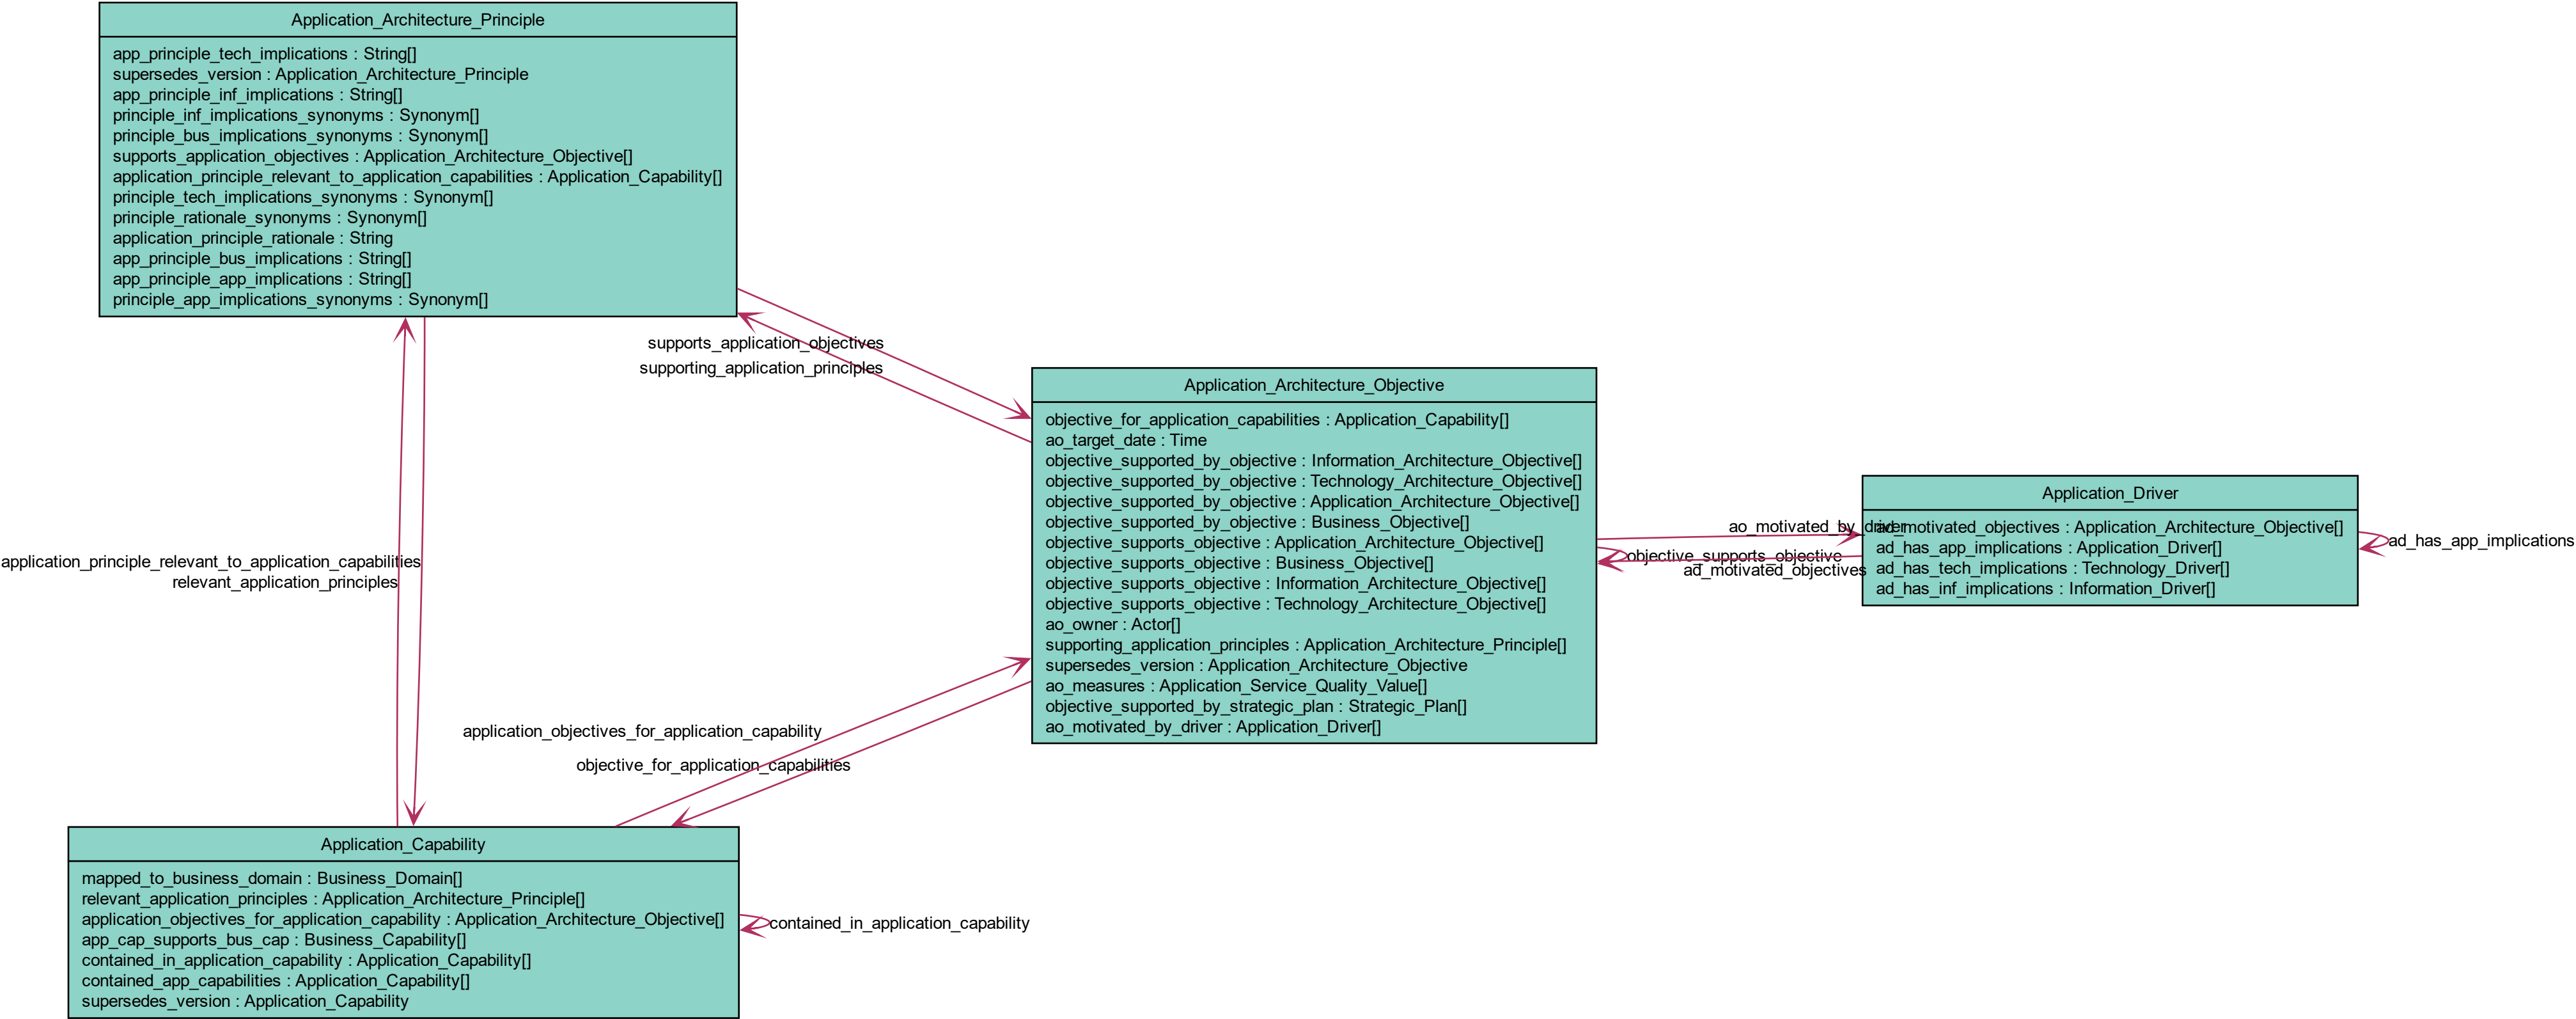 Application_Architecture_Principle
app_principle_tech_implications : String[]
supersedes_version : Application_Architecture_Principle
app_principle_inf_implications : String[]
principle_inf_implications_synonyms : Synonym[]
principle_bus_implications_synonyms : Synonym[]
supports_application_objectives : Application_Architecture_Objective[]
application_principle_relevant_to_application_capabilities : Application_Capability[]
principle_tech_implications_synonyms : Synonym[]
principle_rationale_synonyms : Synonym[]
application_principle_rationale : String
app_principle_bus_implications : String[]
app_principle_app_implications : String[]
principle_app_implications_synonyms : Synonym[]
supports_application_objectives
supporting_application_principles
Application_Architecture_Objective
objective_for_application_capabilities : Application_Capability[]
ao_target_date : Time
objective_supported_by_objective : Information_Architecture_Objective[]
objective_supported_by_objective : Technology_Architecture_Objective[]
objective_supported_by_objective : Application_Architecture_Objective[]
objective_supported_by_objective : Business_Objective[]
objective_supports_objective : Application_Architecture_Objective[]
objective_supports_objective : Business_Objective[]
objective_supports_objective : Information_Architecture_Objective[]
objective_supports_objective : Technology_Architecture_Objective[]
ao_owner : Actor[]
supporting_application_principles : Application_Architecture_Principle[]
supersedes_version : Application_Architecture_Objective
ao_measures : Application_Service_Quality_Value[]
objective_supported_by_strategic_plan : Strategic_Plan[]
ao_motivated_by_driver : Application_Driver[]
ao_motivated_by_driver
objective_supports_objective
ad_motivated_objectives
Application_Driver
ad_motivated_objectives : Application_Architecture_Objective[]
ad_has_app_implications : Application_Driver[]
ad_has_tech_implications : Technology_Driver[]
ad_has_inf_implications : Information_Driver[]
ad_has_app_implications
application_principle_relevant_to_application_capabilities
relevant_application_principles
application_objectives_for_application_capability
objective_for_application_capabilities
Application_Capability
mapped_to_business_domain : Business_Domain[]
relevant_application_principles : Application_Architecture_Principle[]
application_objectives_for_application_capability : Application_Architecture_Objective[]
app_cap_supports_bus_cap : Business_Capability[]
contained_in_application_capability : Application_Capability[]
contained_app_capabilities : Application_Capability[]
supersedes_version : Application_Capability
contained_in_application_capability